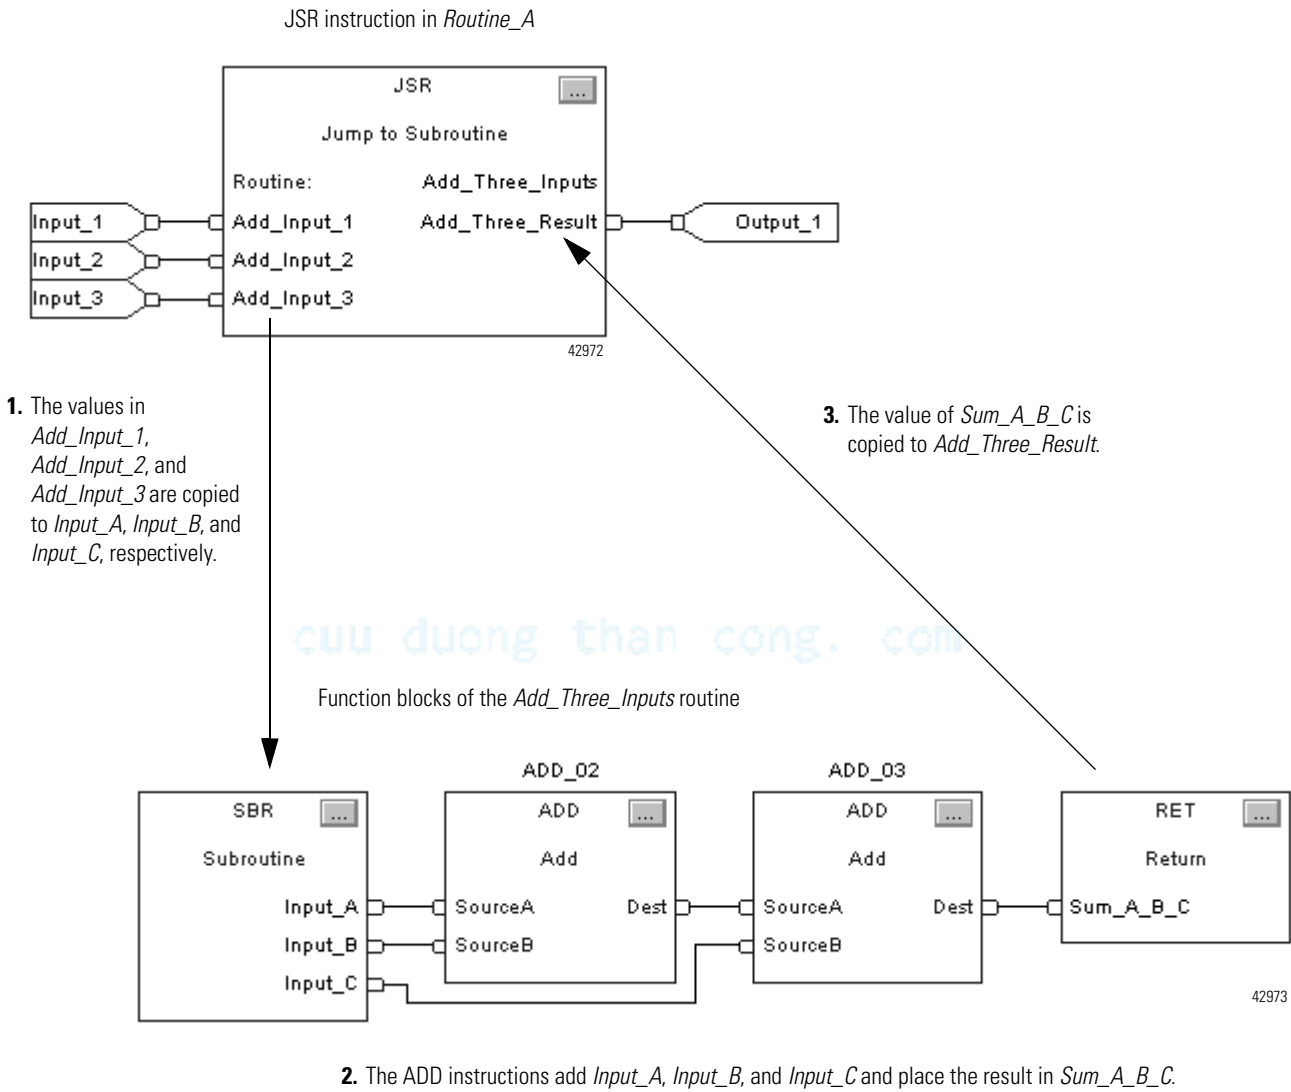 JSR instruction in Routine_A
JSR
...
Jump to Subroutine
Routine: Add_Three_Inputs
Input_1 Add_Input_1 Add_Three_Result Output_1
Input_2 Add_Input_2
Input_3 Add_Input_3
42972
1. The values in
Add_Input_1,
Add_Input_2, and
Add_Input_3 are copied
to Input_A, Input_B, and
Input_C, respectively.
3. The value of Sum_A_B_C is
copied to Add_Three_Result.
cuu duong than cong. com
Function blocks of the Add_Three_Inputs routine
ADD_02 ADD_03
SBR ... ADD ... ADD ... RET ...
Subroutine Add Add Return
Input_A SourceA Dest SourceA Dest Sum_A_B_C
Input_B SourceB SourceB
Input_C
42973
2. The ADD instructions add Input_A, Input_B, and Input_C and place the result in Sum_A_B_C.